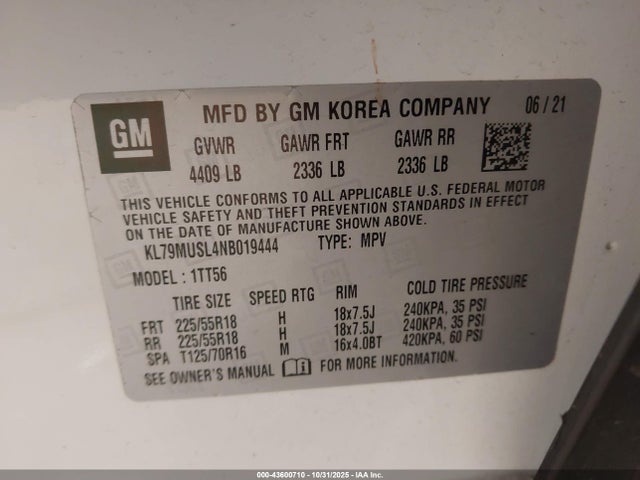 GM
MFD BY GM KOREA COMPANY 06/21
GVWR GAWR FRT GAWR RR
4409 LB 2336 LB 2336 LB
THIS VEHICLE CONFORMS TO ALL APPLICABLE U.S. FEDERAL MOTOR
VEHICLE SAFETY AND THEFT PREVENTION STANDARDS IN EFFECT
ON THE DATE OF MANUFACTURE SHOWN ABOVE.
KL79MUSL4NB019444 TYPE: MPV
MODEL : 1TT56
TIRE SIZE SPEED RTG RIM COLD TIRE PRESSURE
FRT 225/55R18 H 18x7.5J 240KPA, 35 PSI
RR 225/55R18 H 18x7.5J 240KPA, 35 PSI
SPA T125/70R16 M 16x4.0BT 420KPA, 60 PSI
SEE OWNER'S MANUAL i FOR MORE INFORMATION.
000-43600710 - 10/31/2025 - IAA Inc.